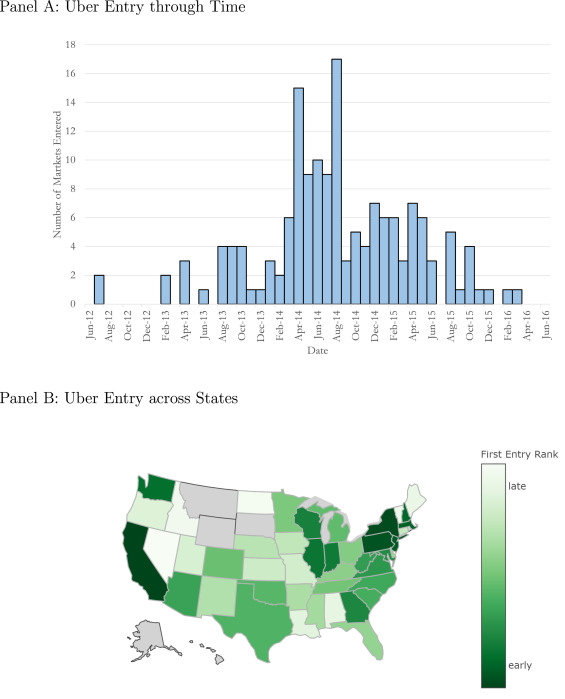 Panel A: Uber Entry through Time
18
16
14
12
10
8
6
4
2
0
Number of Martkets Entered
Jun-12
Aug-12
Oct-12
Dec-12
Feb-13
Apr-13
Jun-13
Aug-13
Oct-13
Dec-13
Feb-14
Apr-14
Jun-14
Aug-14
Oct-14
Dec-14
Feb-15
Apr-15
Jun-15
Aug-15
Oct-15
Dec-15
Feb-16
Apr-16
Jun-16
Date
Panel B: Uber Entry across States
First Entry Rank
late
early